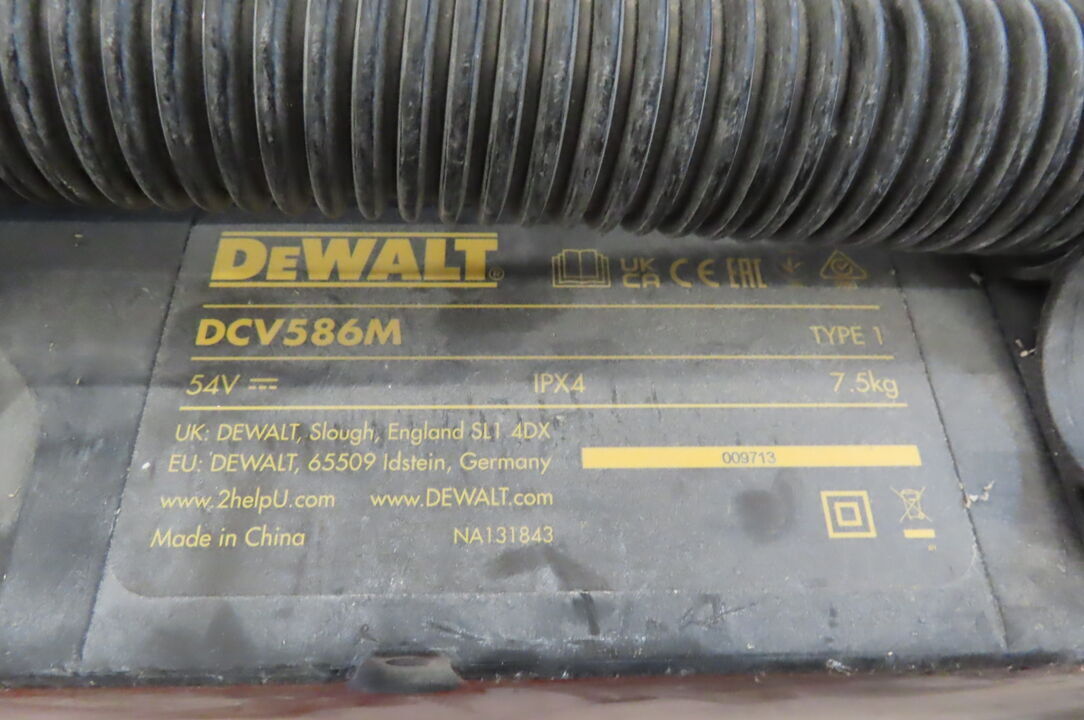 DEWALT®
UK CA CE EAC
DCV586M TYPE 1
54V IPX4 7.5kg
UK: DEWALT, Slough, England SL1 4DX
EU: DEWALT, 65509 Idstein, Germany
009713
www.2helpU.com www.DEWALT.com
Made in China NA131843